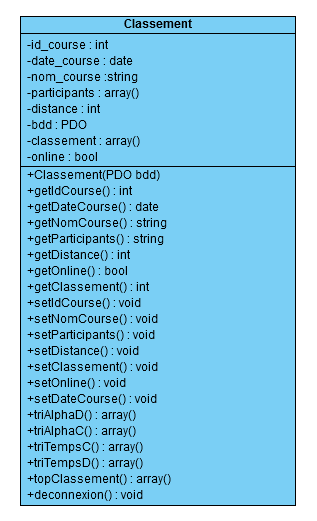 Classement
-id_course : int
-date_course : date
-nom_course :string
-participants : array()
-distance : int
-bdd : PDO
-classement : array()
-online : bool
+Classement(PDO bdd)
+getIdCourse() : int
+getDateCourse() : date
+getNomCourse() : string
+getParticipants() : string
+getDistance() : int
+getOnline() : bool
+getClassement() : int
+setIdCourse() : void
+setNomCourse() : void
+setParticipants() : void
+setDistance() : void
+setClassement() : void
+setOnline() : void
+setDateCourse() : void
+triAlphaD() : array()
+triAlphaC() : array()
+triTempsC() : array()
+triTempsD() : array()
+topClassement() : array()
+deconnexion() : void